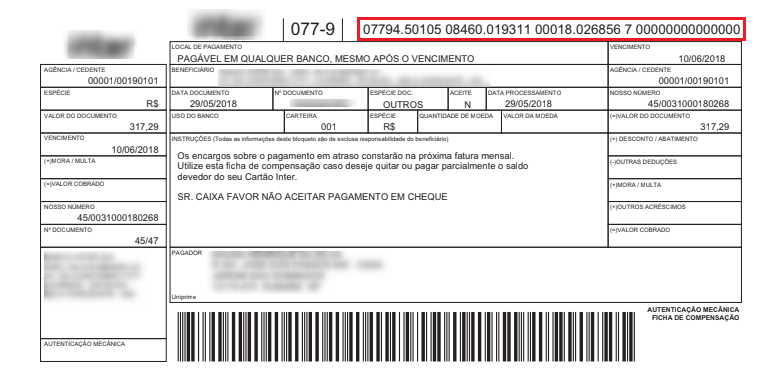 077-9
07794.50105 08460.019311 00018.026856 7 00000000000000
AGÊNCIA / CEDENTE
00001/00190101
ESPÉCIE
R$
VALOR DO DOCUMENTO
317,29
VENCIMENTO
10/06/2018
(+)MORA / MULTA
(=)VALOR COBRADO
NOSSO NÚMERO
45/0031000180268
Nº DOCUMENTO
45/47
AUTENTICAÇÃO MECÂNICA
LOCAL DE PAGAMENTO
PAGÁVEL EM QUALQUER BANCO, MESMO APÓS O VENCIMENTO
VENCIMENTO
10/06/2018
BENEFICIÁRIO
AGÊNCIA / CEDENTE
00001/00190101
DATA DOCUMENTO
29/05/2018
Nº DOCUMENTO
ESPÉCIE DOC.
OUTROS
ACEITE
N
DATA PROCESSAMENTO
29/05/2018
NOSSO NÚMERO
45/0031000180268
USO DO BANCO
CARTEIRA
001
ESPÉCIE
R$
QUANTIDADE DE MOEDA
VALOR DA MOEDA
(=)VALOR DO DOCUMENTO
317,29
INSTRUÇÕES (Todas as informações deste bloqueto são de exclusa responsabilidade do beneficiário)
Os encargos sobre o pagamento em atraso constarão na próxima fatura mensal.
Utilize esta ficha de compensação caso deseje quitar ou pagar parcialmente o saldo
devedor do seu Cartão Inter.
SR. CAIXA FAVOR NÃO ACEITAR PAGAMENTO EM CHEQUE
(+) DESCONTO / ABATIMENTO
(-)OUTRAS DEDUÇÕES
(+)MORA / MULTA
(+)OUTROS ACRÉSCIMOS
(=)VALOR COBRADO
PAGADOR
Uniprime
AUTENTICAÇÃO MECÂNICA
FICHA DE COMPENSAÇÃO